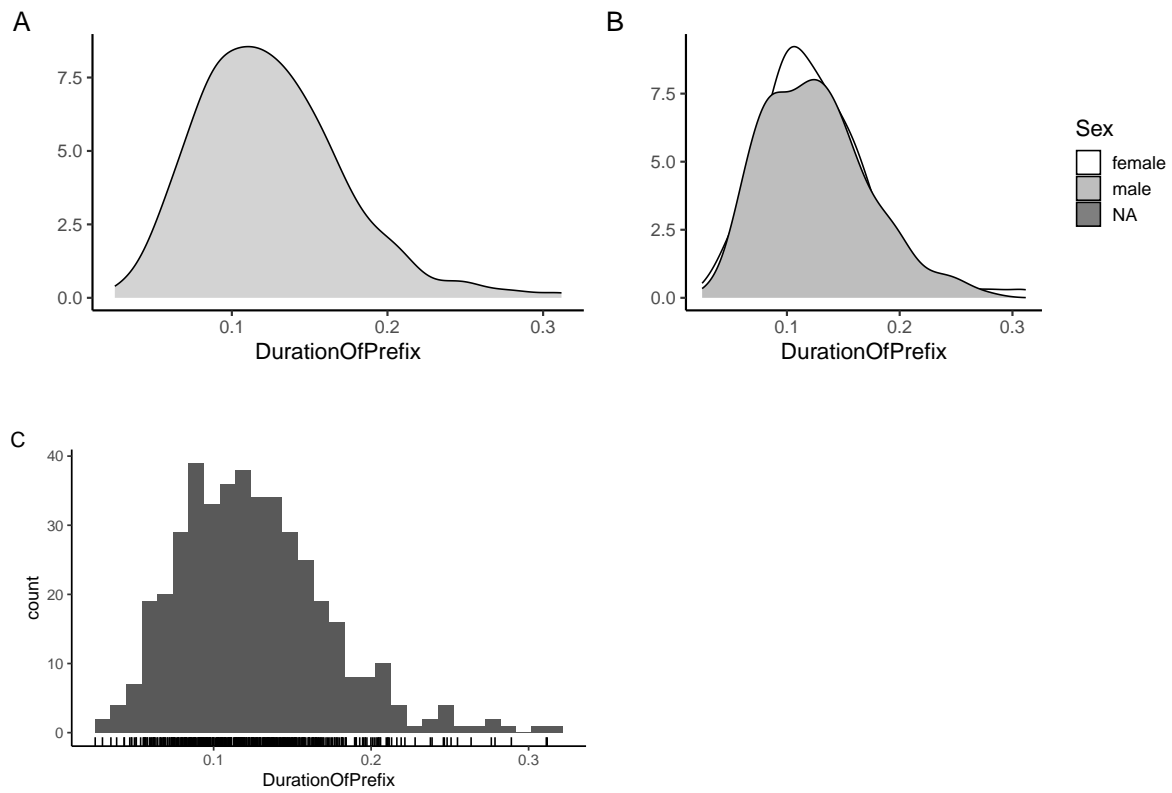 A
7.5
5.0
2.5
0.0
0.1 0.2 0.3
DurationOfPrefix
B
7.5
5.0
2.5
0.0
0.1 0.2 0.3
DurationOfPrefix
Sex
female
male
NA
C
40
30
20
10
0
count
0.1 0.2 0.3
DurationOfPrefix